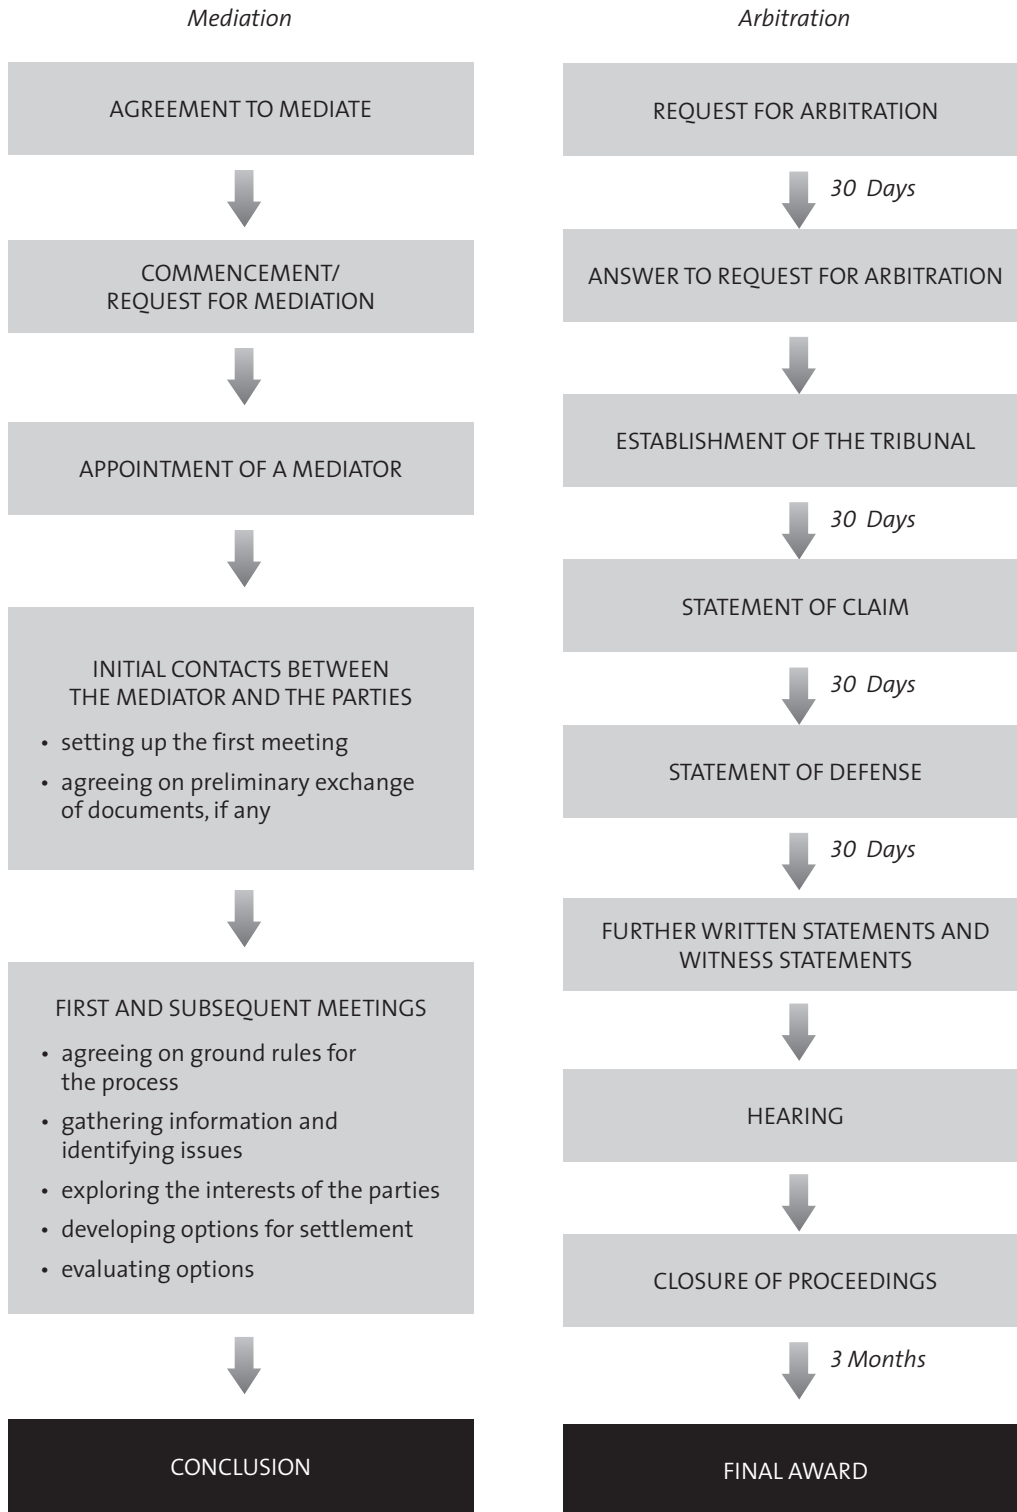 Mediation
AGREEMENT TO MEDIATE
COMMENCEMENT/
REQUEST FOR MEDIATION
APPOINTMENT OF A MEDIATOR
INITIAL CONTACTS BETWEEN
THE MEDIATOR AND THE PARTIES
• setting up the first meeting
• agreeing on preliminary exchange
of documents, if any
FIRST AND SUBSEQUENT MEETINGS
• agreeing on ground rules for
the process
• gathering information and
identifying issues
• exploring the interests of the parties
• developing options for settlement
• evaluating options
CONCLUSION
Arbitration
REQUEST FOR ARBITRATION
30 Days
ANSWER TO REQUEST FOR ARBITRATION
ESTABLISHMENT OF THE TRIBUNAL
30 Days
STATEMENT OF CLAIM
30 Days
STATEMENT OF DEFENSE
30 Days
FURTHER WRITTEN STATEMENTS AND
WITNESS STATEMENTS
HEARING
CLOSURE OF PROCEEDINGS
3 Months
FINAL AWARD